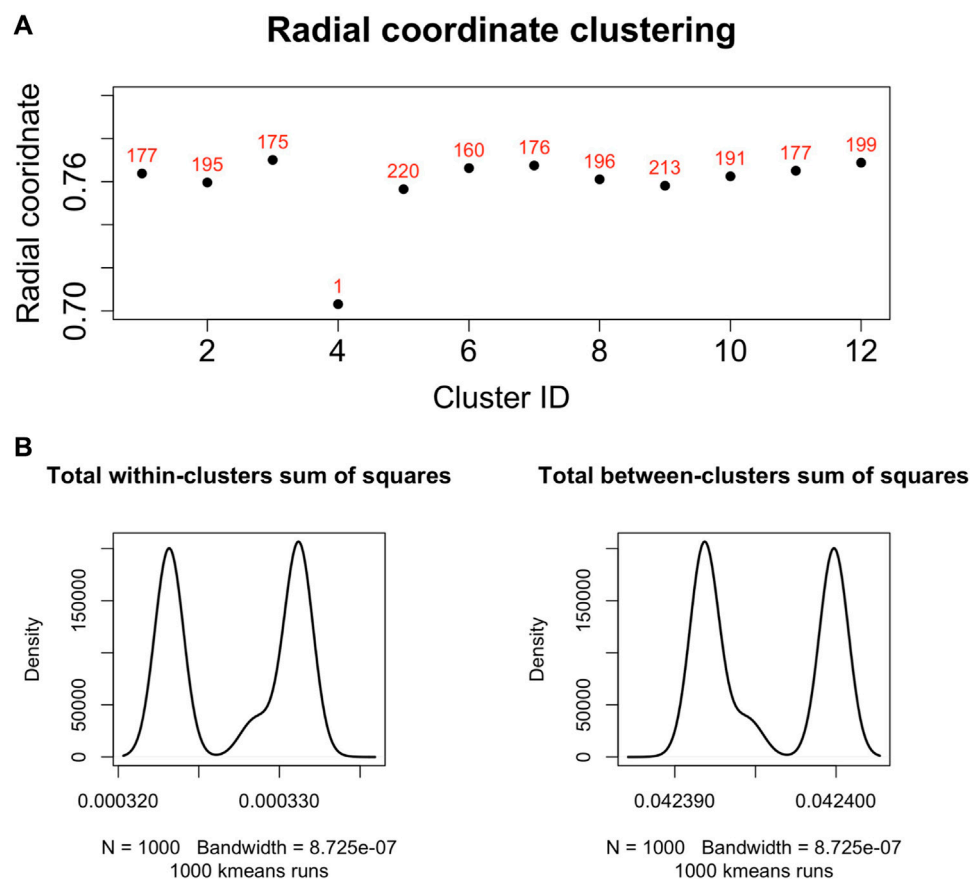 A
Radial coordinate clustering
Radial cooridnate
0.76
0.70
177
195
175
1
220
160
176
196
213
191
177
199
2
4
6
8
10
12
Cluster ID
B
Total within-clusters sum of squares
Density
150000
50000
0
0.000320
0.000330
N = 1000 Bandwidth = 8.725e-07
1000 kmeans runs
Total between-clusters sum of squares
Density
150000
50000
0
0.042390
0.042400
N = 1000 Bandwidth = 8.725e-07
1000 kmeans runs